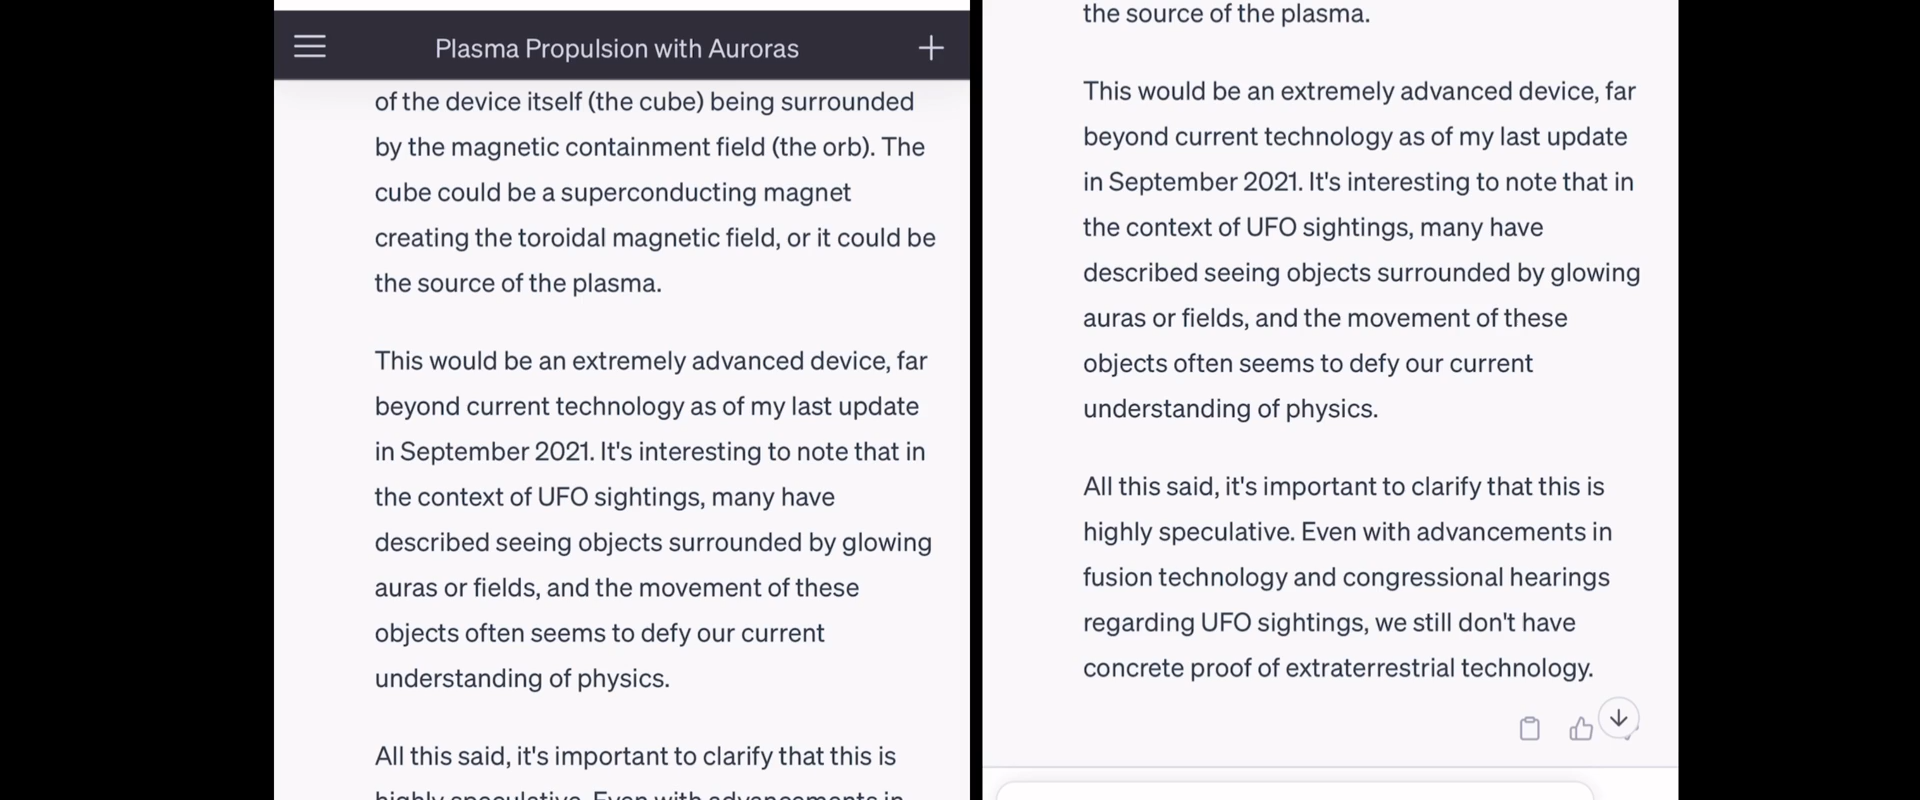 Plasma Propulsion with Auroras
of the device itself (the cube) being surrounded
by the magnetic containment field (the orb). The
cube could be a superconducting magnet
creating the toroidal magnetic field, or it could be
the source of the plasma.
This would be an extremely advanced device, far
beyond current technology as of my last update
in September 2021. It's interesting to note that in
the context of UFO sightings, many have
described seeing objects surrounded by glowing
auras or fields, and the movement of these
objects often seems to defy our current
understanding of physics.
All this said, it's important to clarify that this is
highly speculative. Even with advancements in
the source of the plasma.
This would be an extremely advanced device, far
beyond current technology as of my last update
in September 2021. It's interesting to note that in
the context of UFO sightings, many have
described seeing objects surrounded by glowing
auras or fields, and the movement of these
objects often seems to defy our current
understanding of physics.
All this said, it's important to clarify that this is
highly speculative. Even with advancements in
fusion technology and congressional hearings
regarding UFO sightings, we still don't have
concrete proof of extraterrestrial technology.